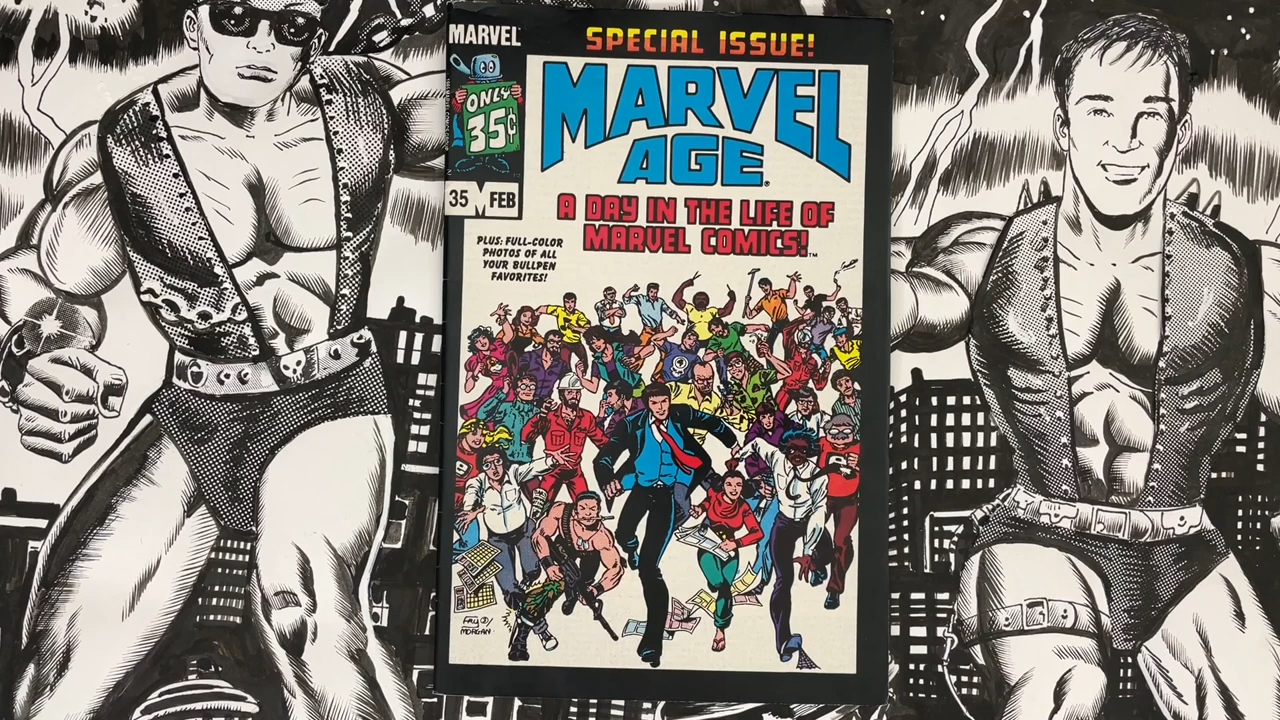 MARVEL
SPECIAL ISSUE!
ONLY
35¢
MARVEL
AGE®
35 FEB
A DAY IN THE LIFE OF
MARVEL COMICS!™
PLUS: FULL-COLOR
PHOTOS OF ALL
YOUR BULLPEN
FAVORITES!
MORGAN